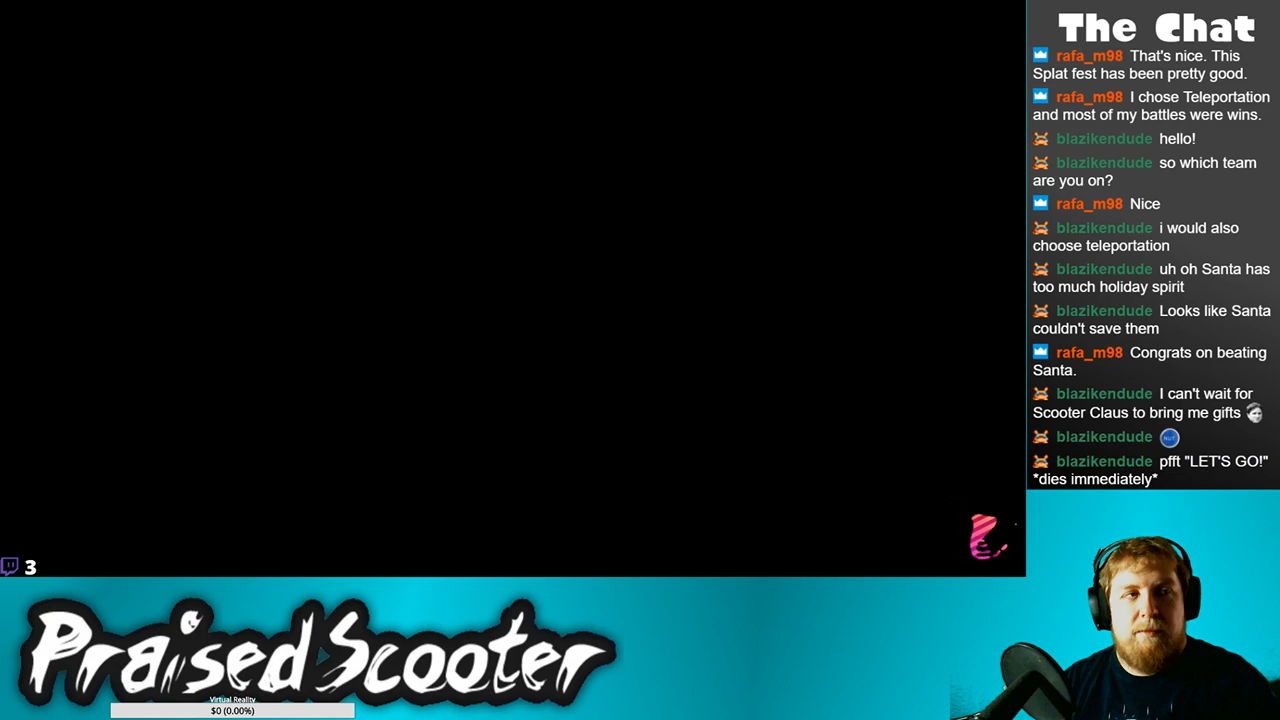 The Chat
rafa_m98 That's nice. This
Splat fest has been pretty good.
rafa_m98 I chose Teleportation
and most of my battles were wins.
blazikendude hello!
blazikendude so which team
are you on?
rafa_m98 Nice
blazikendude i would also
choose teleportation
blazikendude uh oh Santa has
too much holiday spirit
blazikendude Looks like Santa
couldn't save them
rafa_m98 Congrats on beating
Santa.
blazikendude I can't wait for
Scooter Claus to bring me gifts
blazikendude NUT
blazikendude pfft "LET'S GO!"
*dies immediately*
3
PraisedScooter
Virtual Reality
$0 (0.00%)